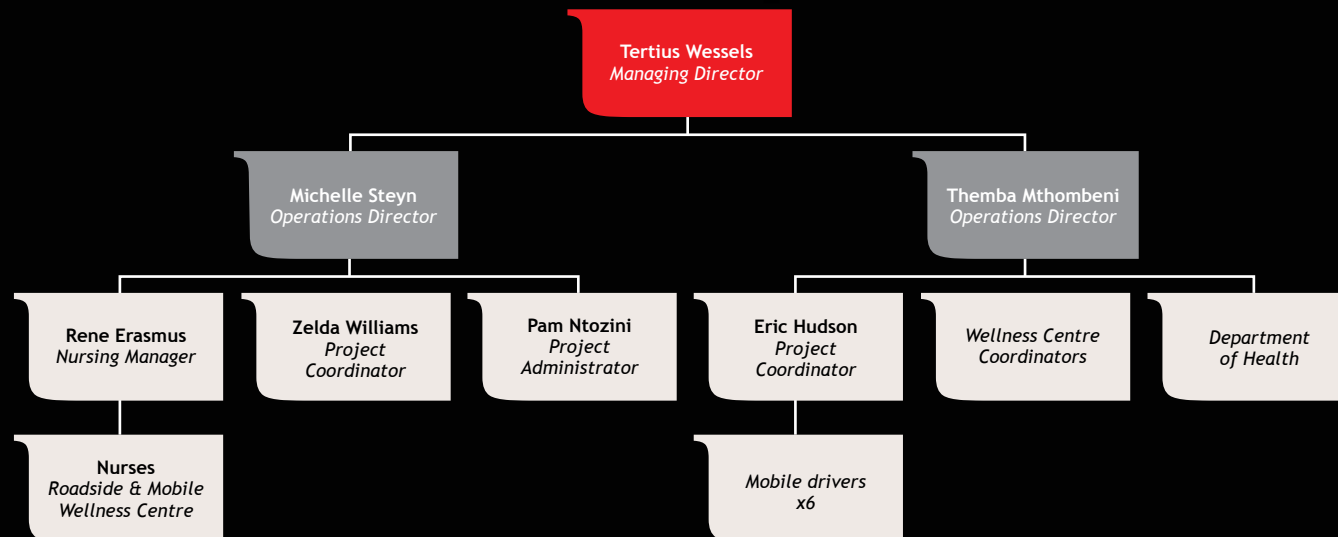 Tertius Wessels
Managing Director
Michelle Steyn
Operations Director
Themba Mthombeni
Operations Director
Rene Erasmus
Nursing Manager
Zelda Williams
Project
Coordinator
Pam Ntozini
Project
Administrator
Eric Hudson
Project
Coordinator
Wellness Centre
Coordinators
Department
of Health
Nurses
Roadside & Mobile
Wellness Centre
Mobile drivers
x6